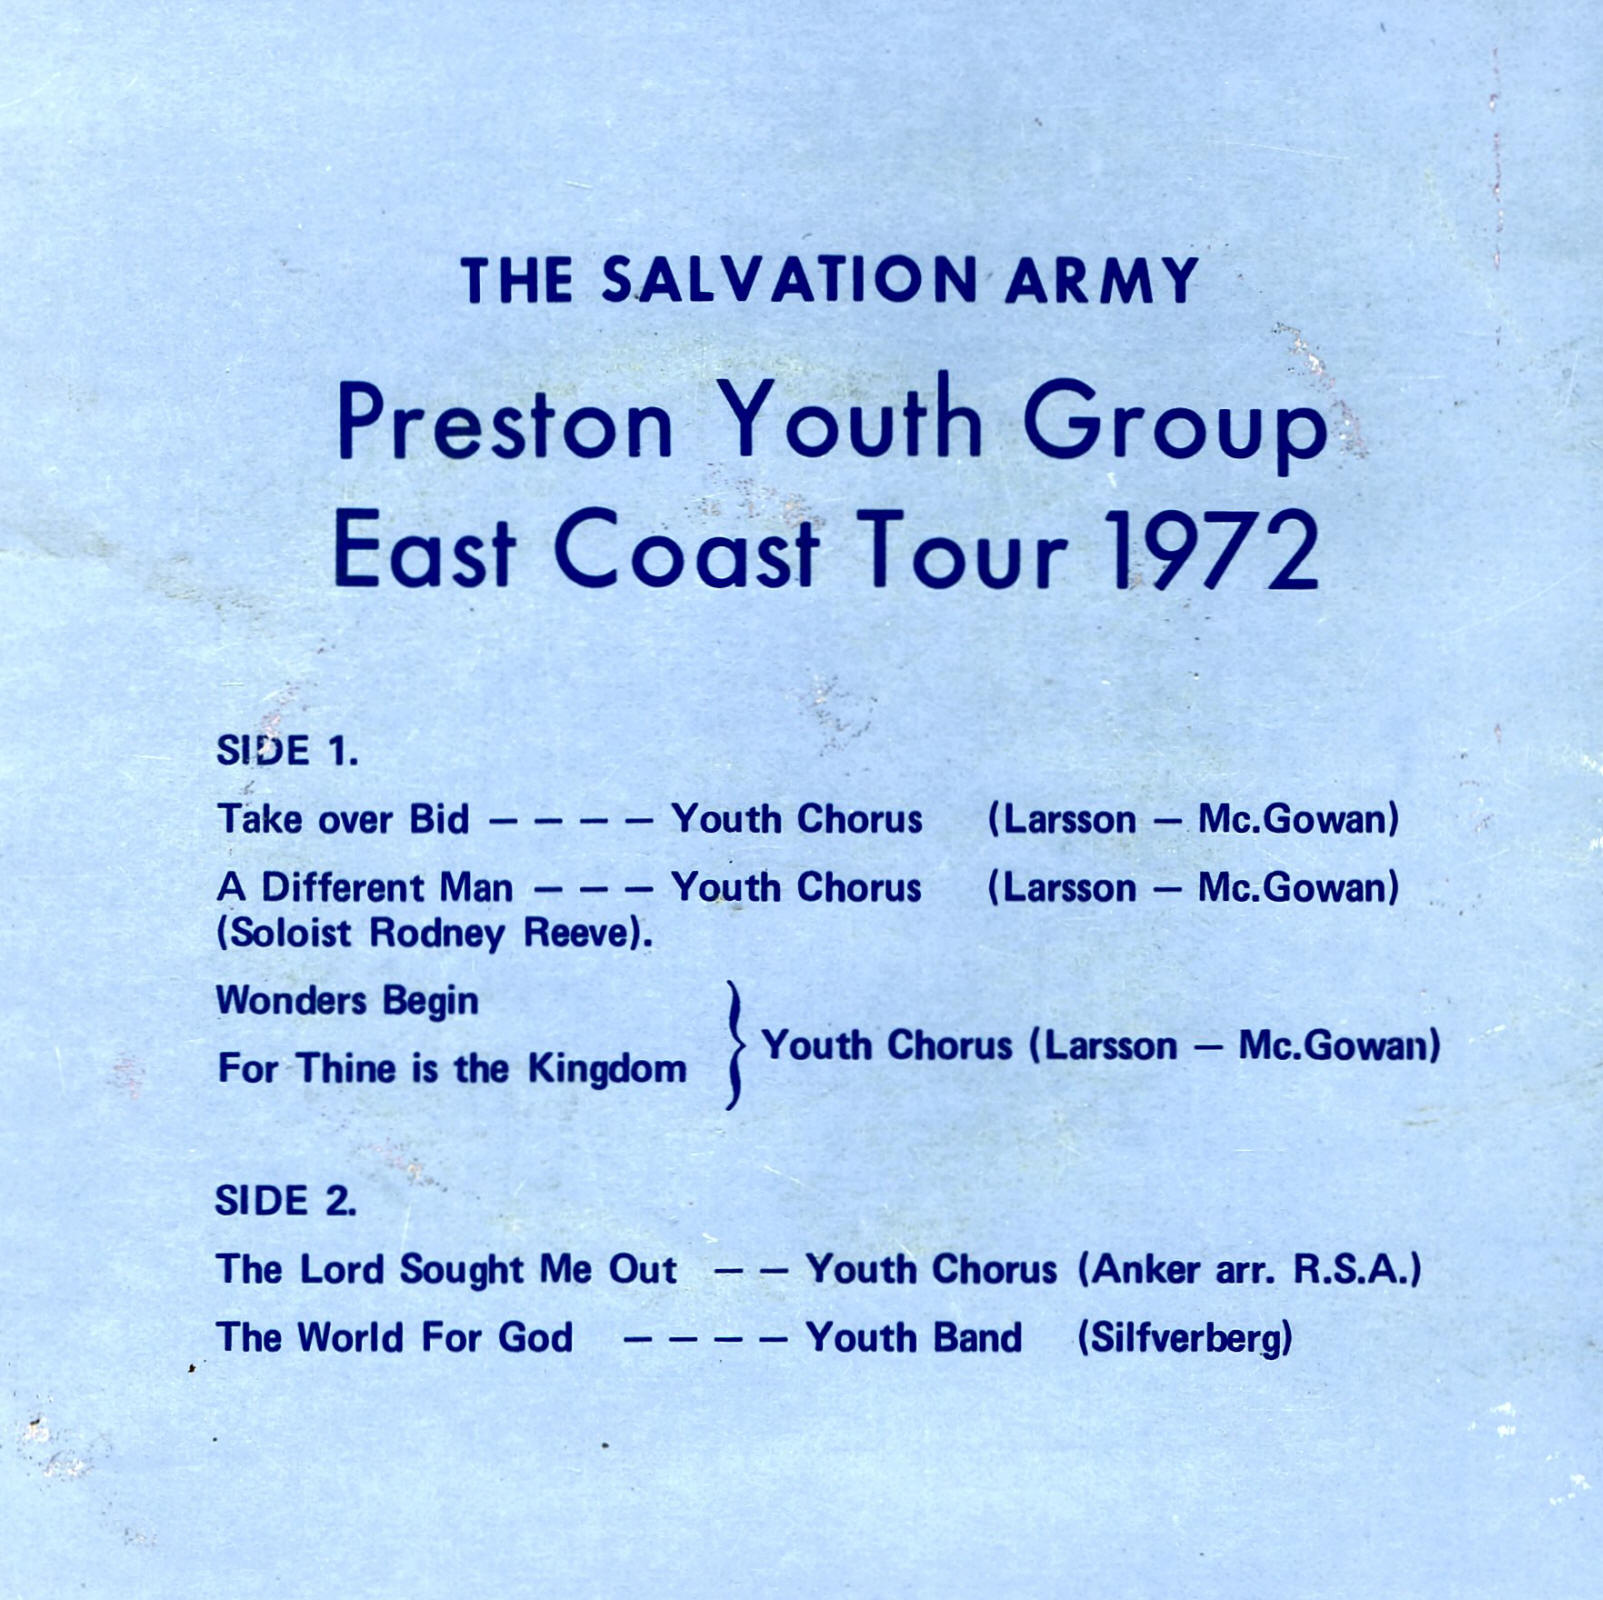 THE SALVATION ARMY
Preston Youth Group
East Coast Tour 1972
SIDE 1.
Take over Bid – – – – Youth Chorus (Larsson – Mc.Gowan)
A Different Man – – – Youth Chorus (Larsson – Mc.Gowan)
(Soloist Rodney Reeve).
Wonders Begin
For Thine is the Kingdom } Youth Chorus (Larsson – Mc.Gowan)
SIDE 2.
The Lord Sought Me Out – – Youth Chorus (Anker arr. R.S.A.)
The World For God – – – – Youth Band (Silfverberg)